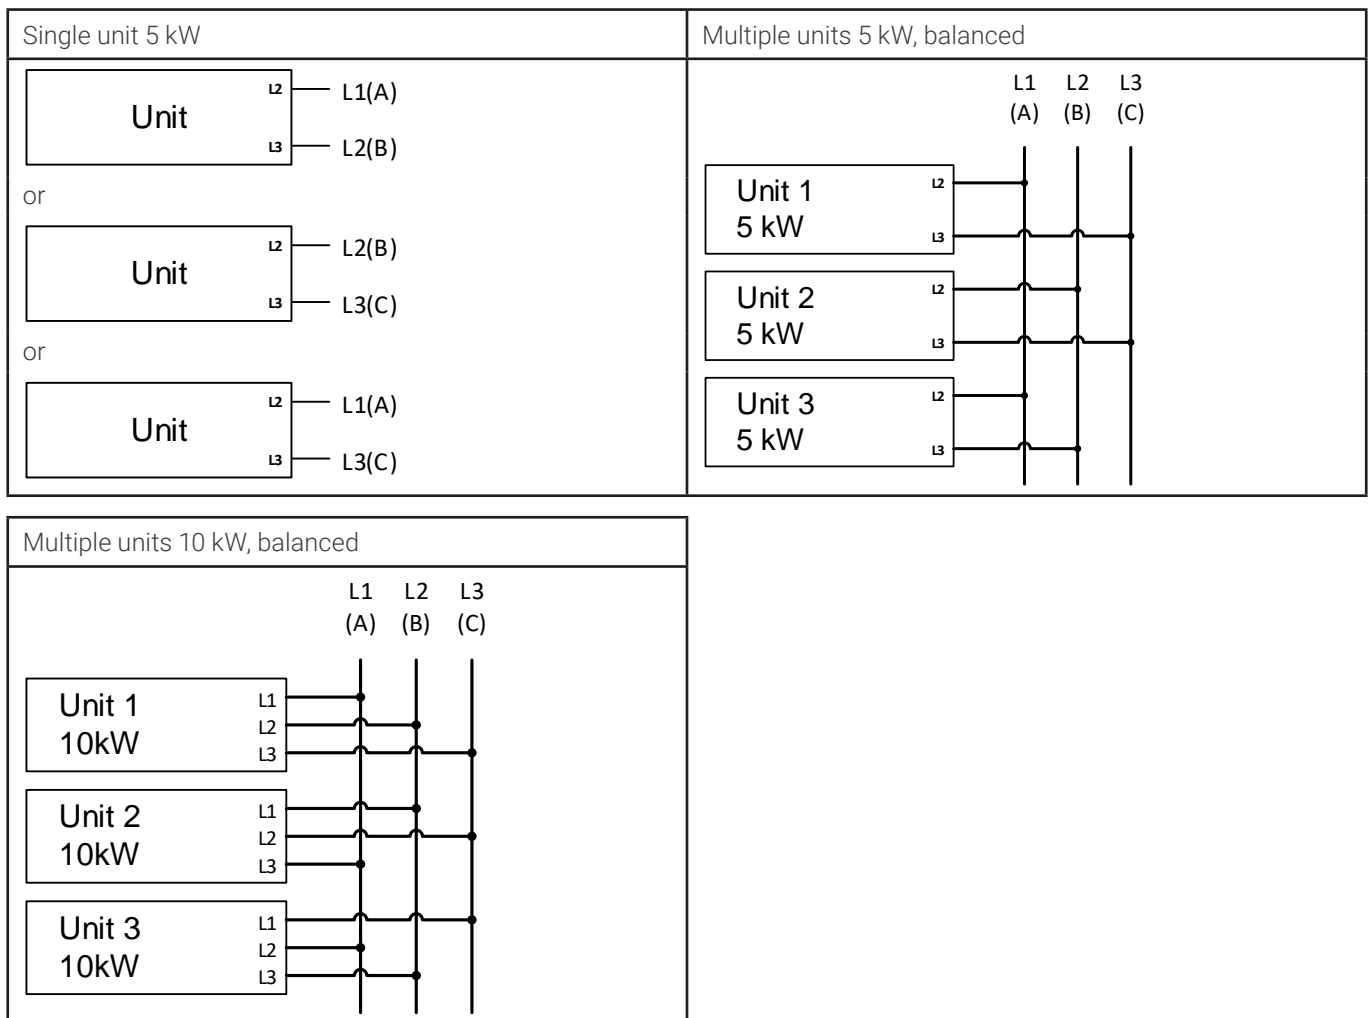 Single unit 5 kW
Unit
L2
L1(A)
L3
L2(B)
or
Unit
L2
L2(B)
L3
L3(C)
or
Unit
L2
L1(A)
L3
L3(C)
Multiple units 5 kW, balanced
L1 L2 L3
(A) (B) (C)
Unit 1
5 kW
L2
L3
Unit 2
5 kW
L2
L3
Unit 3
5 kW
L2
L3
Multiple units 10 kW, balanced
L1 L2 L3
(A) (B) (C)
Unit 1
10kW
L1
L2
L3
Unit 2
10kW
L1
L2
L3
Unit 3
10kW
L1
L2
L3